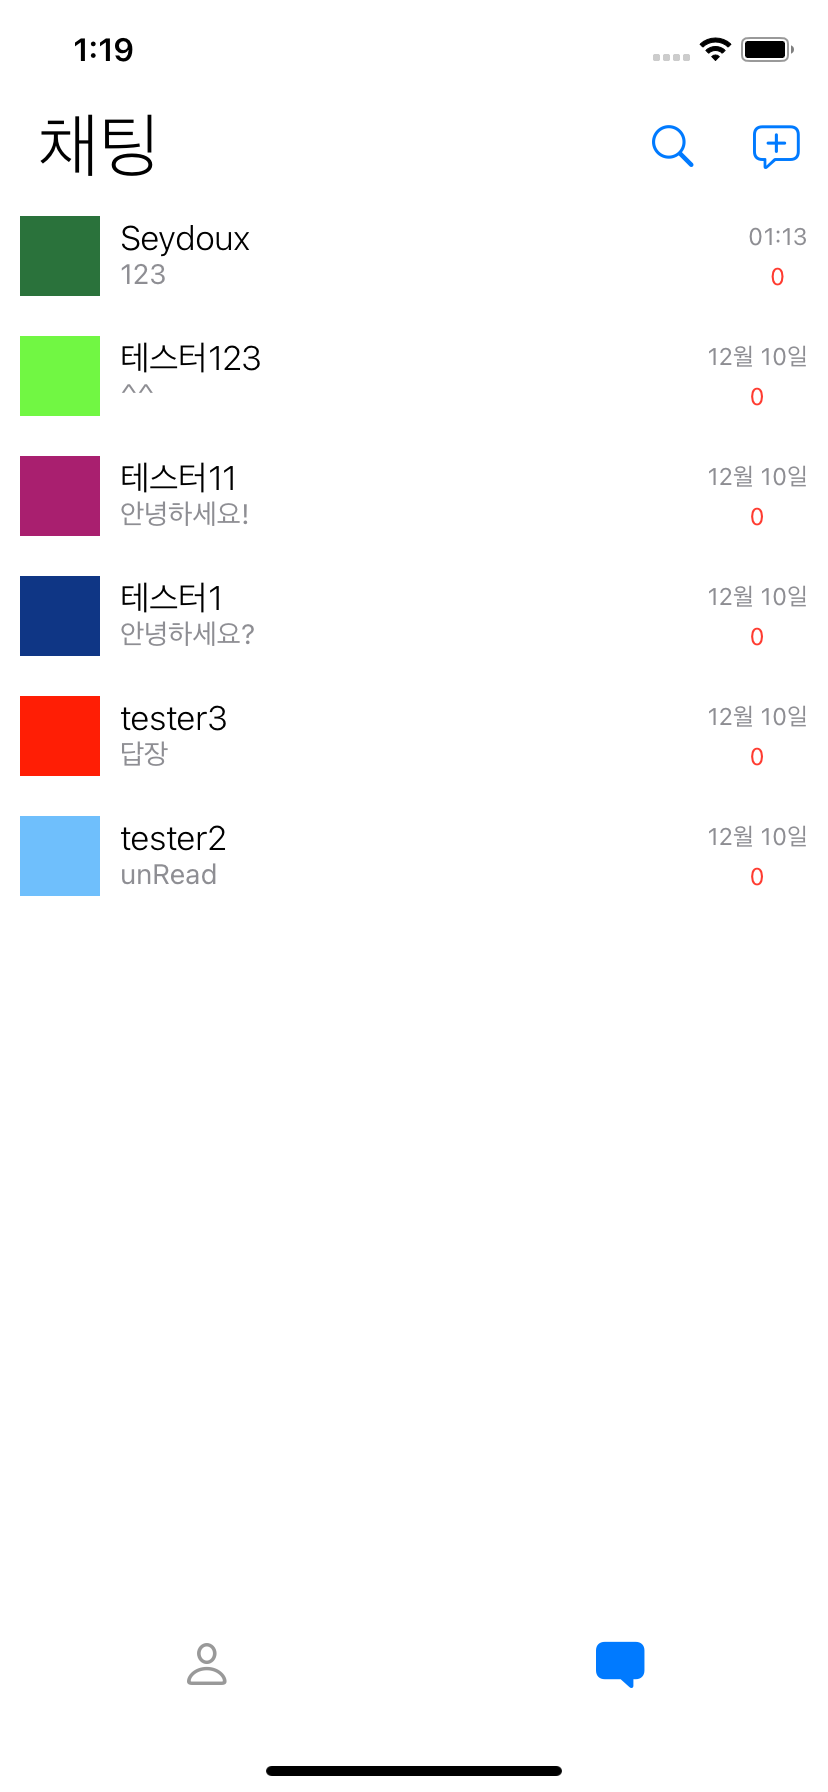 1:19
채팅
Seydoux
01:13
123
0
테스터123
12월 10일
^^
0
테스터11
12월 10일
안녕하세요!
0
테스터1
12월 10일
안녕하세요?
0
tester3
12월 10일
답장
0
tester2
12월 10일
unRead
0